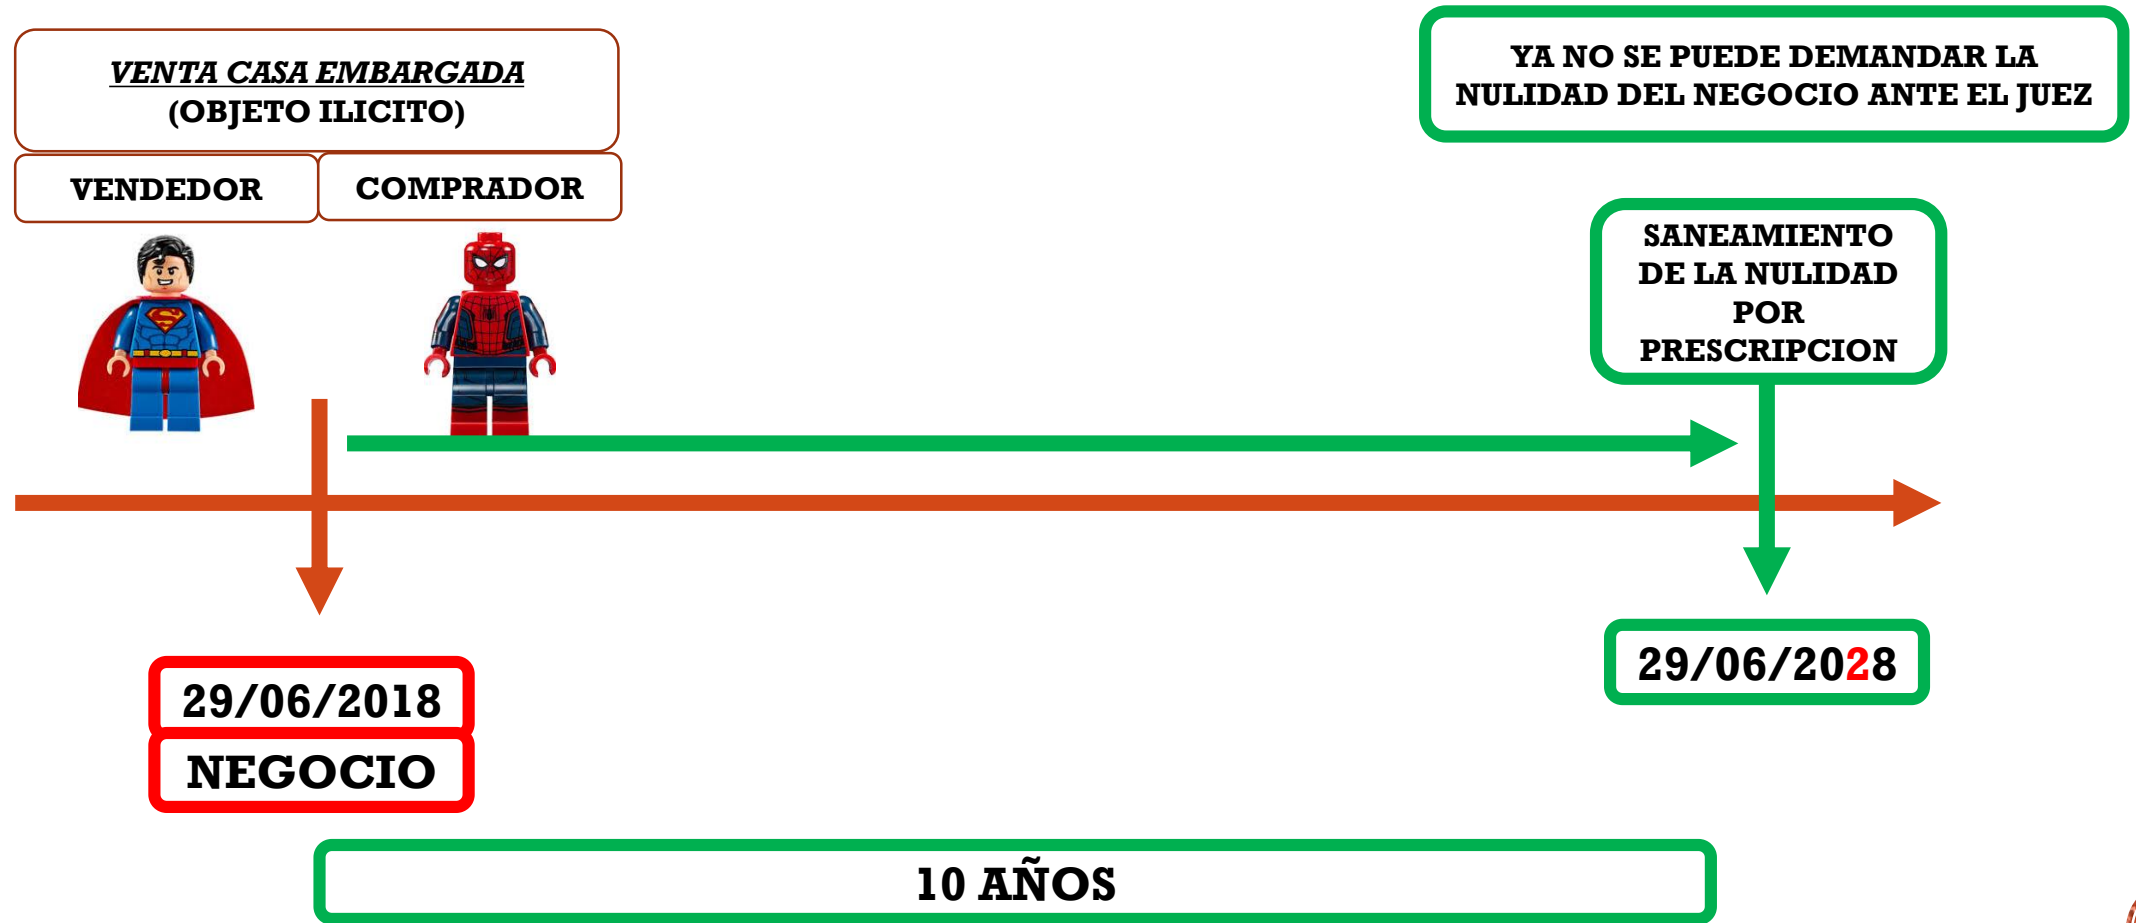 VENTA CASA EMBARGADA
(OBJETO ILICITO)
VENDEDOR
COMPRADOR
YA NO SE PUEDE DEMANDAR LA
NULIDAD DEL NEGOCIO ANTE EL JUEZ
SANEAMIENTO
DE LA NULIDAD
POR
PRESCRIPCION
29/06/2018
NEGOCIO
29/06/2028
10 AÑOS